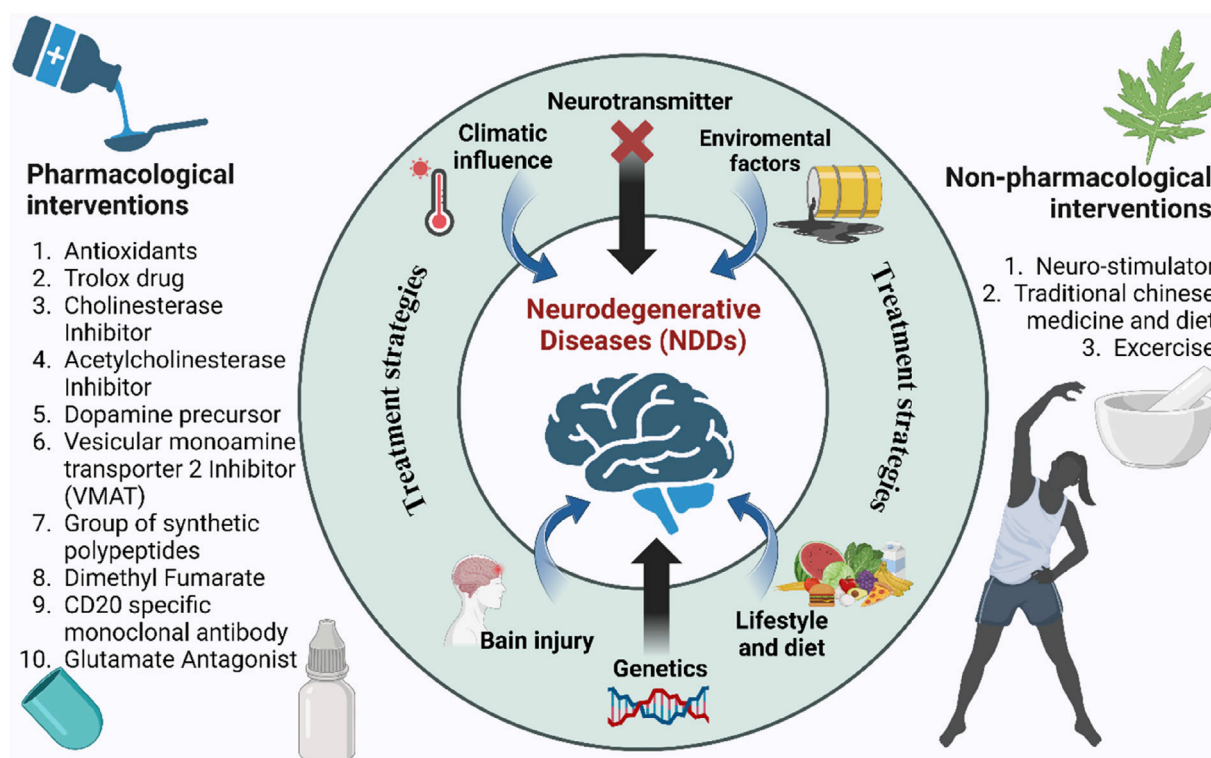 Pharmacological
interventions
1. Antioxidants
2. Trolox drug
3. Cholinesterase
Inhibitor
4. Acetylcholinesterase
Inhibitor
5. Dopamine precursor
6. Vesicular monoamine
transporter 2 Inhibitor
(VMAT)
7. Group of synthetic
polypeptides
8. Dimethyl Fumarate
9. CD20 specific
monoclonal antibody
10. Glutamate Antagonist
Treatment strategies
Neurotransmitter
Climatic
influence
Enviromental
factors
Neurodegenerative
Diseases (NDDs)
Bain injury
Genetics
Lifestyle
and diet
Treatment strategies
Non-pharmacological
interventions
1. Neuro-stimulator
2. Traditional chinese
medicine and diet
3. Excercise